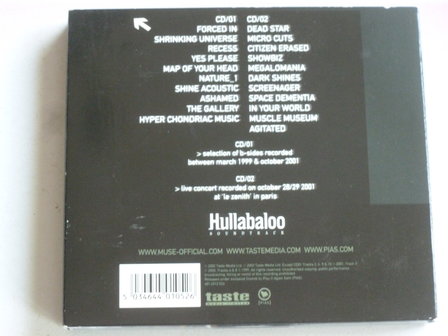 CD/01 CD/02
FORCED IN DEAD STAR
SHRINKING UNIVERSE MICRO CUTS
RECESS CITIZEN ERASED
YES PLEASE SHOWBIZ
MAP OF YOUR HEAD MEGALOMANIA
NATURE_1 DARK SHINES
SHINE ACOUSTIC SCREENAGER
ASHAMED SPACE DEMENTIA
THE GALLERY IN YOUR WORLD
HYPER CHONDRIAC MUSIC MUSCLE MUSEUM
AGITATED
CD/01
> selection of b-sides recorded
between march 1999 & october 2001
CD/02
> live concert recorded on october 28/29 2001
at 'le zenith' in paris
Hullabaloo
SOUNDTRACK
WWW.MUSE-OFFICIAL.COM WWW.TASTEMEDIA.COM WWW.PIAS.COM
5 034644 010526
taste